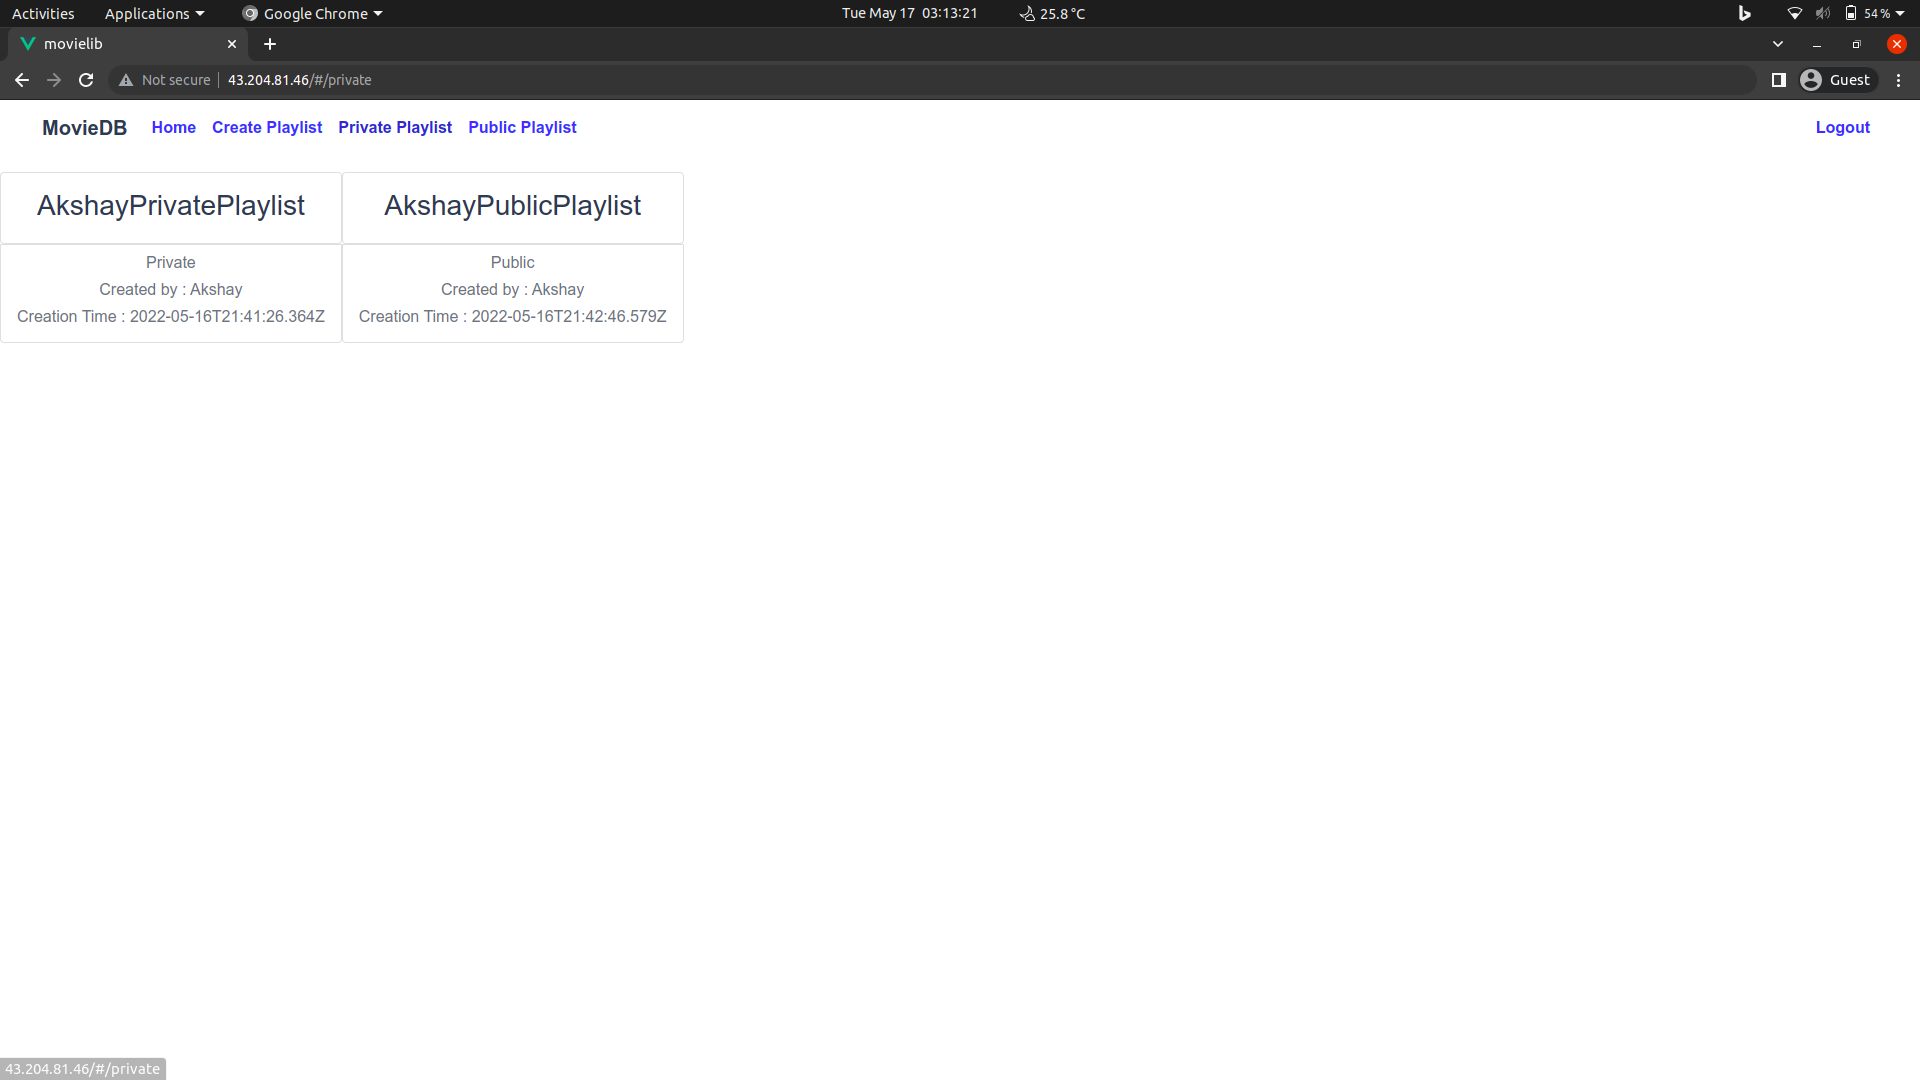 Activities Applications Google Chrome Tue May 17 03:13:21 25.8 °C 54 %
movielib
Not secure 43.204.81.46/#/private Guest
MovieDB Home Create Playlist Private Playlist Public Playlist Logout
AkshayPrivatePlaylist AkshayPublicPlaylist
Private Public
Created by : Akshay Created by : Akshay
Creation Time : 2022-05-16T21:41:26.364Z Creation Time : 2022-05-16T21:42:46.579Z
43.204.81.46/#/private